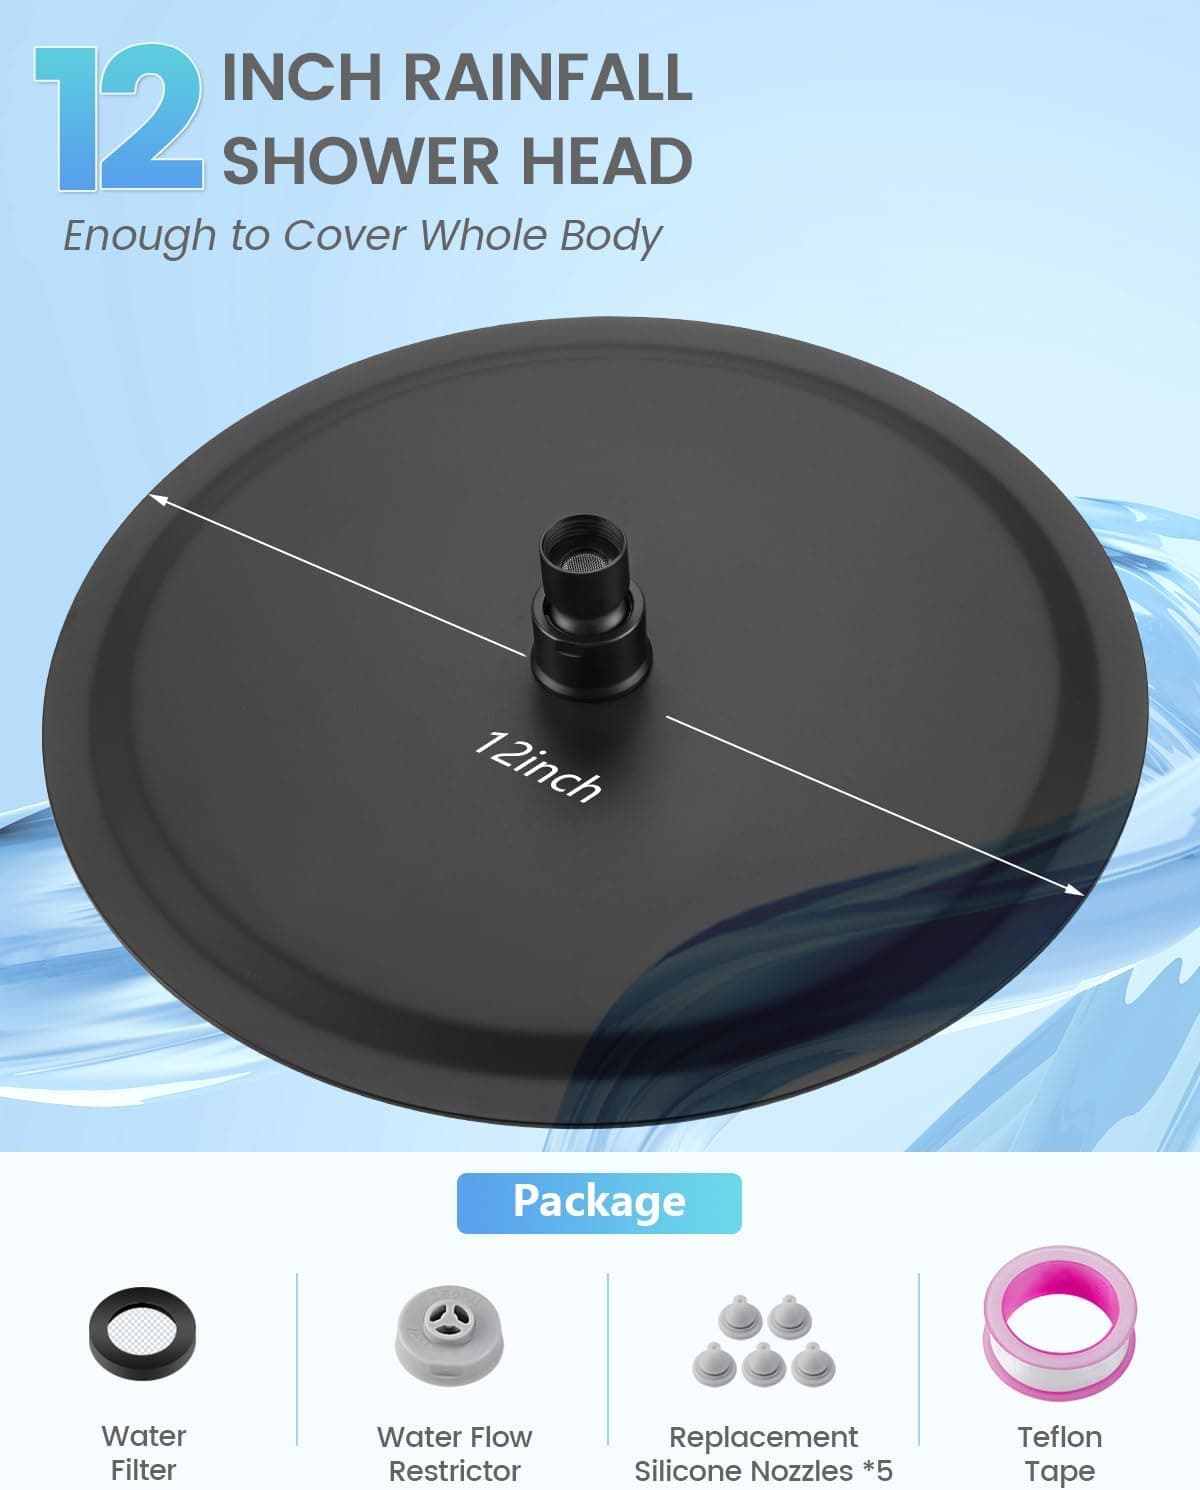 12 INCH RAINFALL
SHOWER HEAD
Enough to Cover Whole Body
12inch
Package
Water
Filter
Water Flow
Restrictor
Replacement
Silicone Nozzles *5
Teflon
Tape